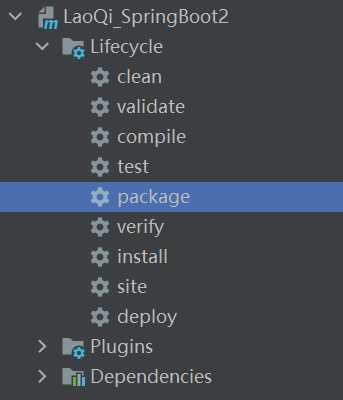 LaoQi_SpringBoot2
Lifecycle
clean
validate
compile
test
package
verify
install
site
deploy
Plugins
Dependencies